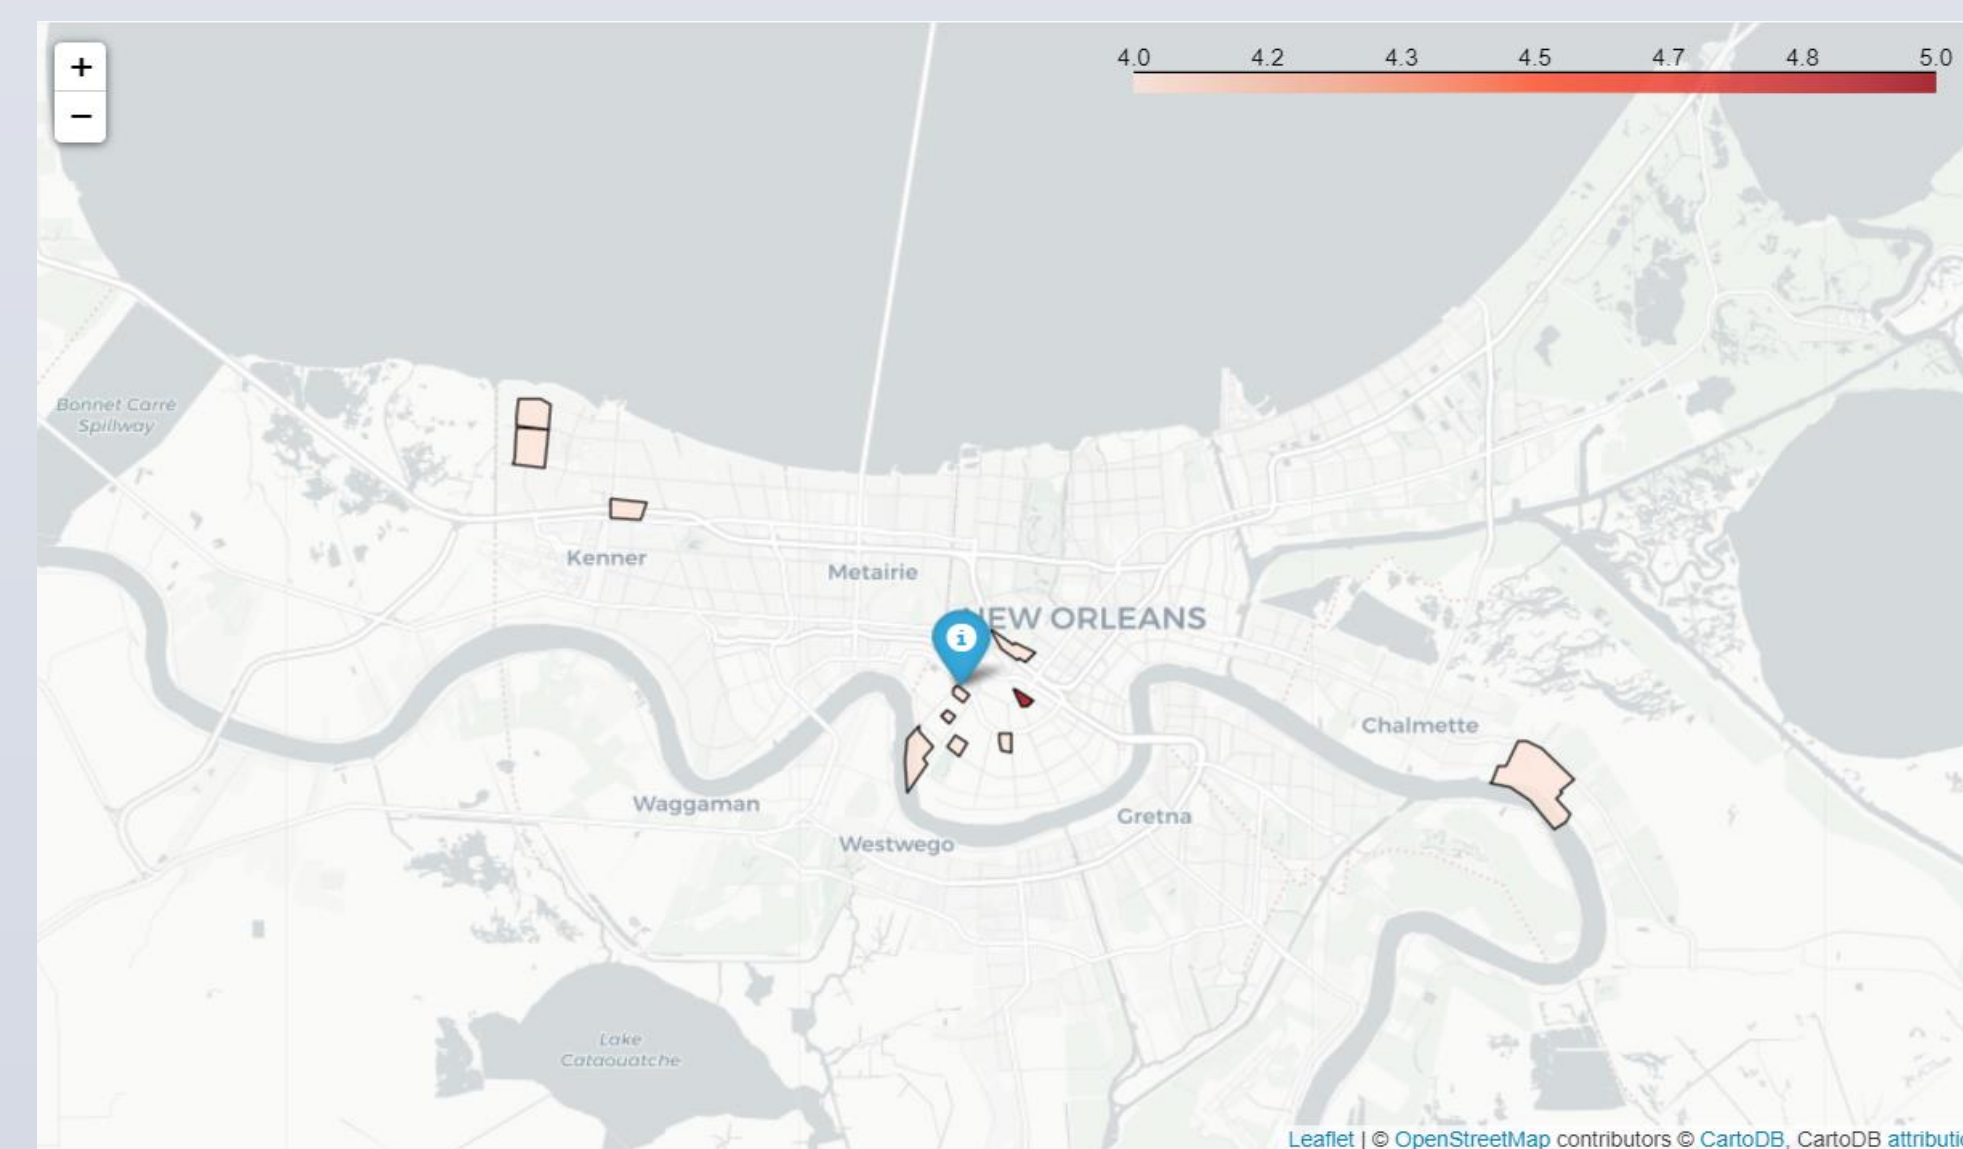 +
−
4.0 4.2 4.3 4.5 4.7 4.8 5.0
Bonnet Carré
Spillway
Kenner
Metairie
NEW ORLEANS
i
Chalmette
Waggaman
Gretna
Westwego
Lake
Cataouatche
Leaflet | © OpenStreetMap contributors © CartoDB, CartoDB attributi